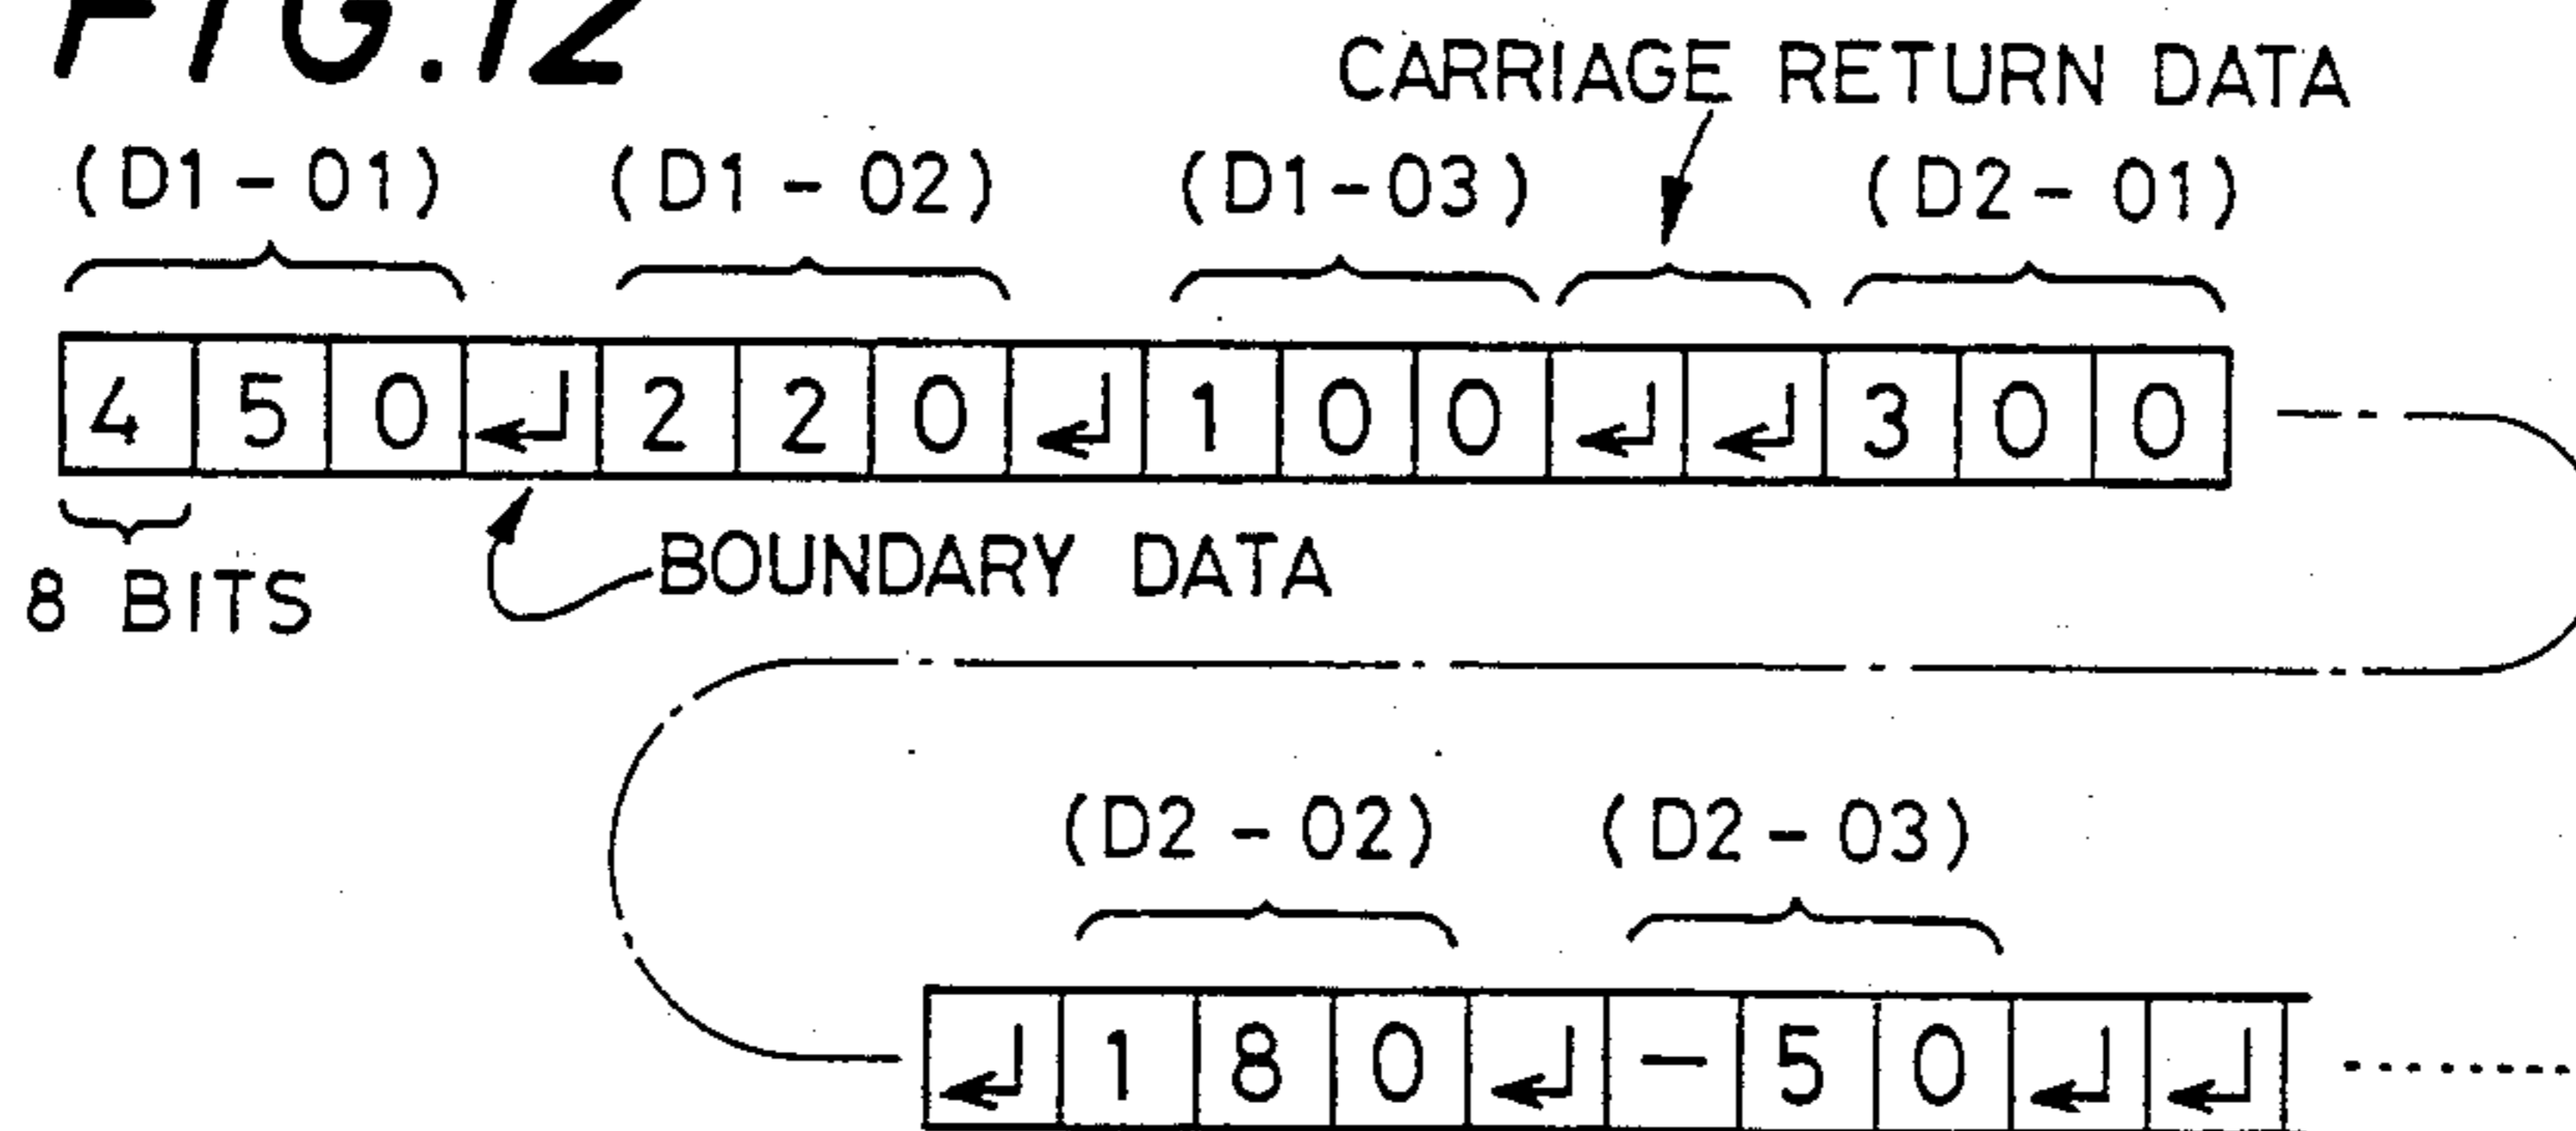 FIG.12
CARRIAGE RETURN DATA
(D1-01) (D1-02) (D1-03) (D2-01)
4 5 0 ↵ 2 2 0 ↵ 1 0 0 ↵ ↵ 3 0 0
8 BITS
BOUNDARY DATA
(D2-02) (D2-03)
↵ 1 8 0 ↵ - 5 0 ↵ ↵